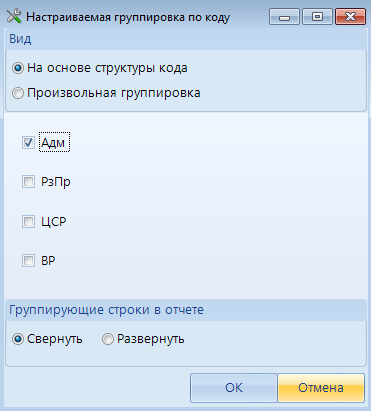 Настраиваемая группировка по коду
Вид
На основе структуры кода
Произвольная группировка
Адм
РзПр
ЦСР
ВР
Группирующие строки в отчете
Свернуть Развернуть
ОК Отмена